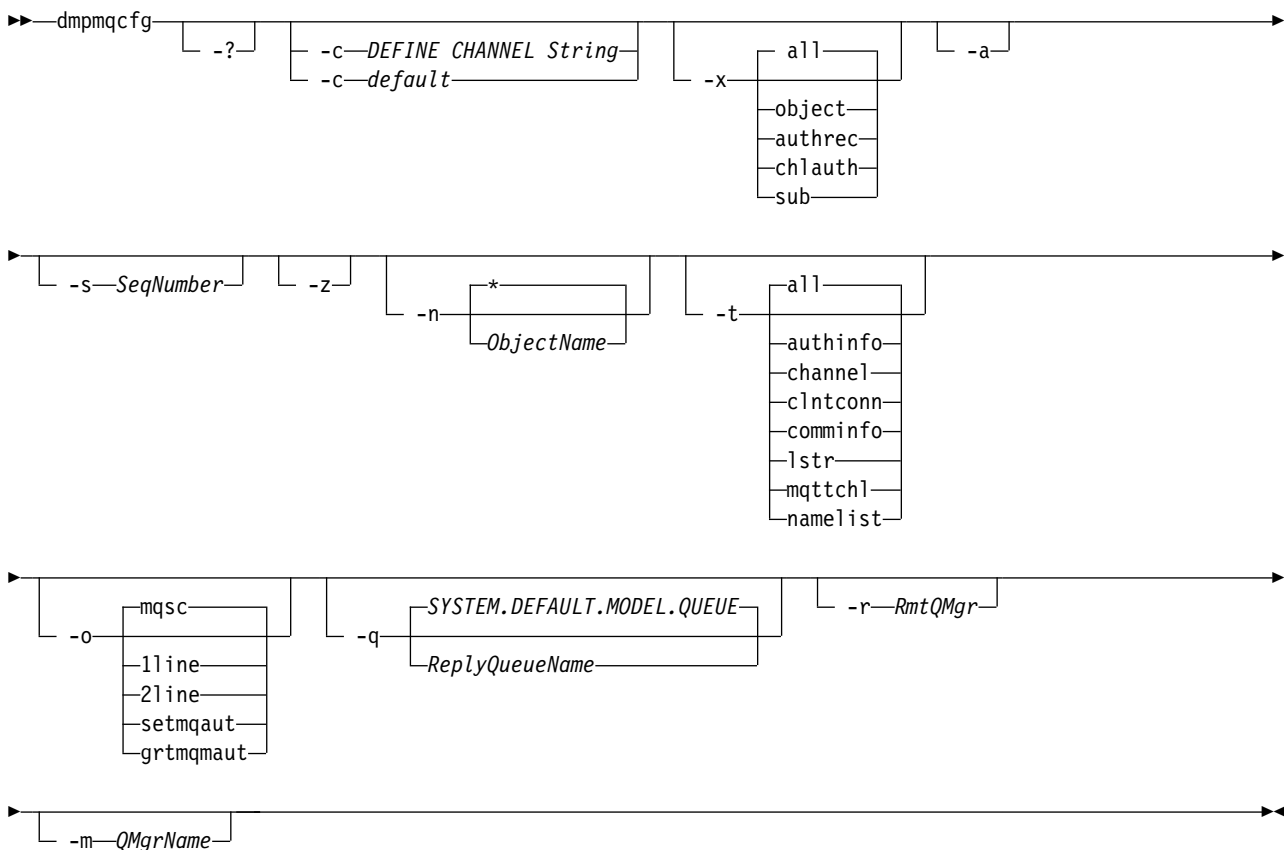 dmpmqcfg
-?
-c DEFINE CHANNEL String
-c default
-x
all
object
authrec
chlauth
sub
-a
-s SeqNumber
-z
-n
*
ObjectName
-t
all
authinfo
channel
clntconn
comminfo
lstr
mqttchl
namelist
-o
mqsc
1line
2line
setmqaut
grtmqmaut
-q
SYSTEM.DEFAULT.MODEL.QUEUE
ReplyQueueName
-r RmtQMgr
-m QMgrName